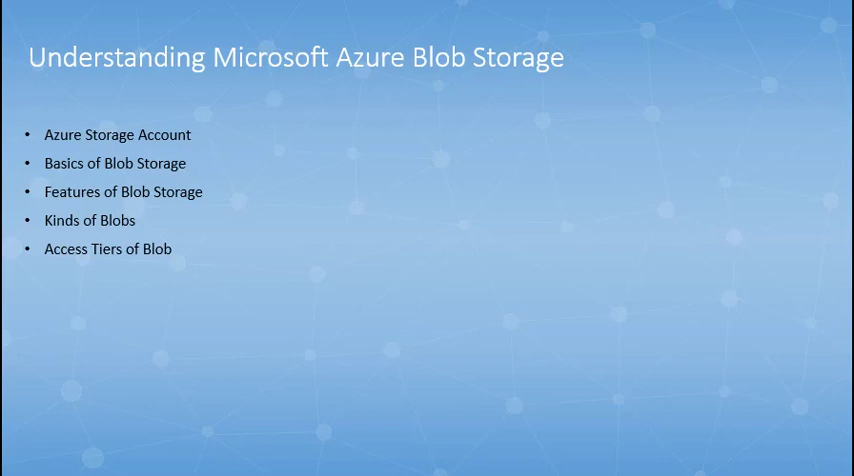 Understanding Microsoft Azure Blob Storage
• Azure Storage Account
• Basics of Blob Storage
• Features of Blob Storage
• Kinds of Blobs
• Access Tiers of Blob